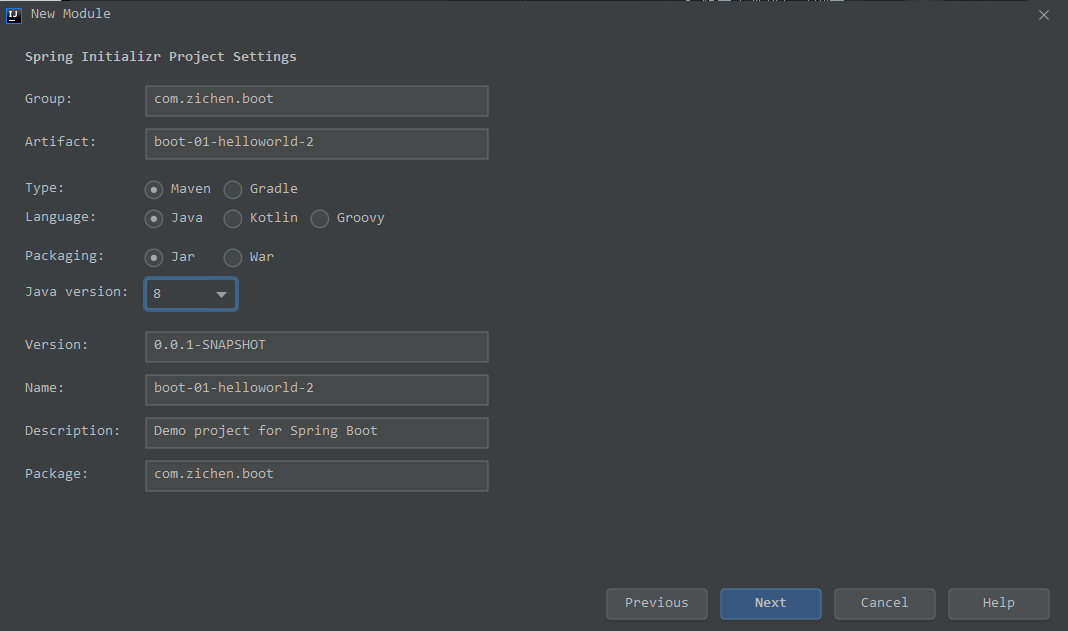 New Module
Spring Initializr Project Settings
Group: com.zichen.boot
Artifact: boot-01-helloworld-2
Type: Maven Gradle
Language: Java Kotlin Groovy
Packaging: Jar War
Java version: 8
Version: 0.0.1-SNAPSHOT
Name: boot-01-helloworld-2
Description: Demo project for Spring Boot
Package: com.zichen.boot
Previous Next Cancel Help